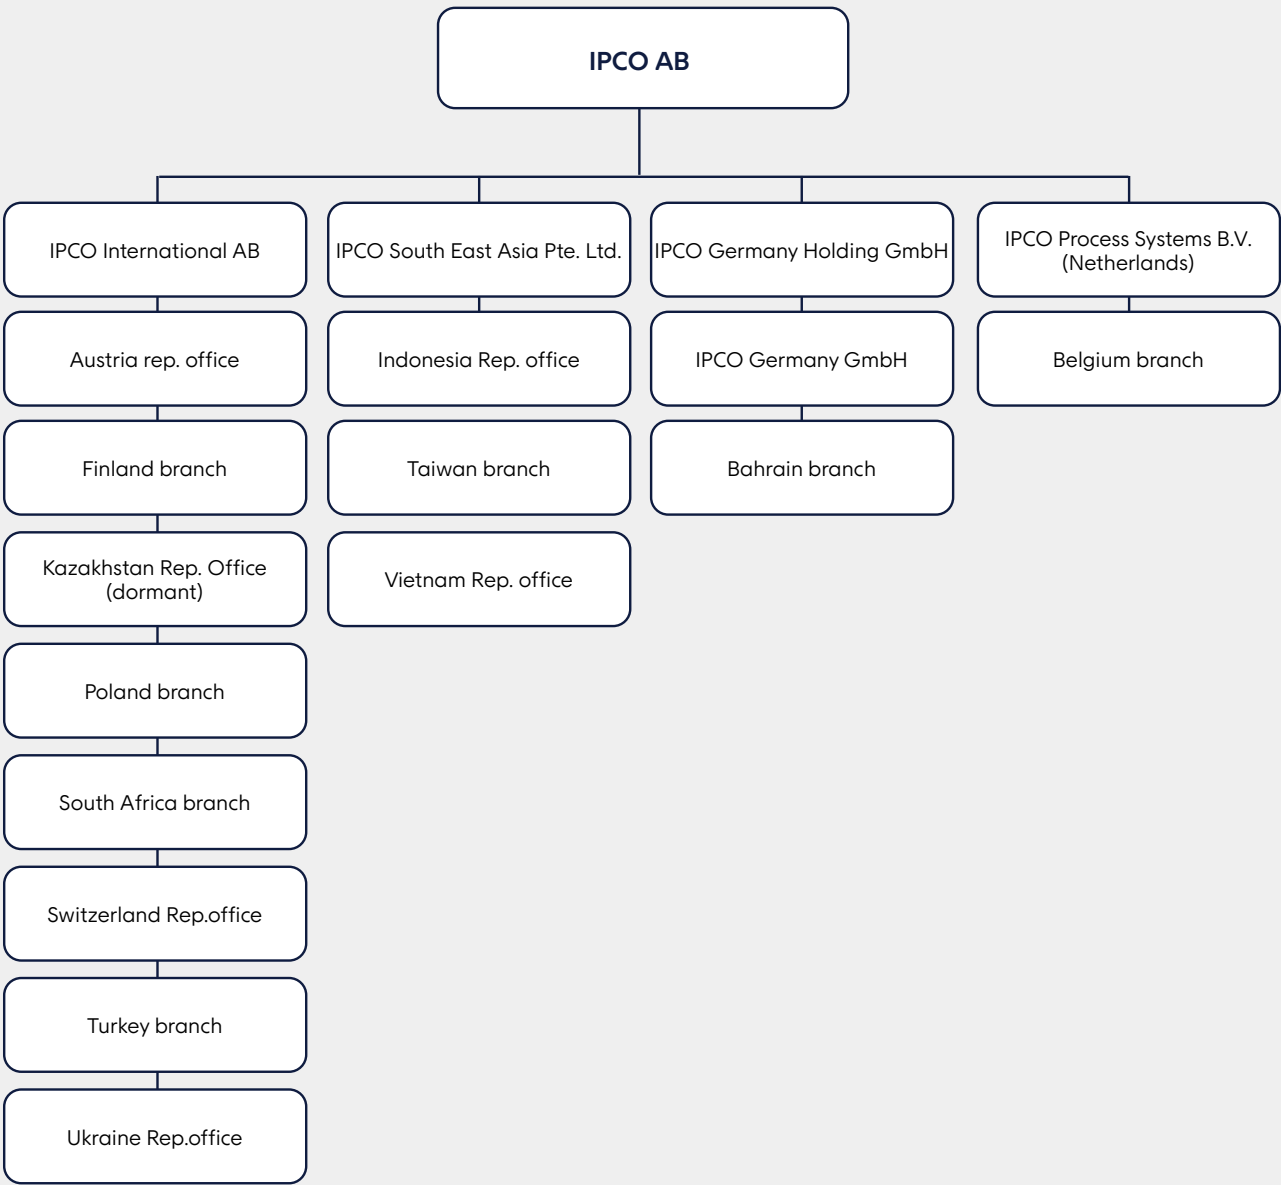 IPCO AB
IPCO International AB
Austria rep. office
Finland branch
Kazakhstan Rep. Office
(dormant)
Poland branch
South Africa branch
Switzerland Rep.office
Turkey branch
Ukraine Rep.office
IPCO South East Asia Pte. Ltd.
Indonesia Rep. office
Taiwan branch
Vietnam Rep. office
IPCO Germany Holding GmbH
IPCO Germany GmbH
Bahrain branch
IPCO Process Systems B.V.
(Netherlands)
Belgium branch